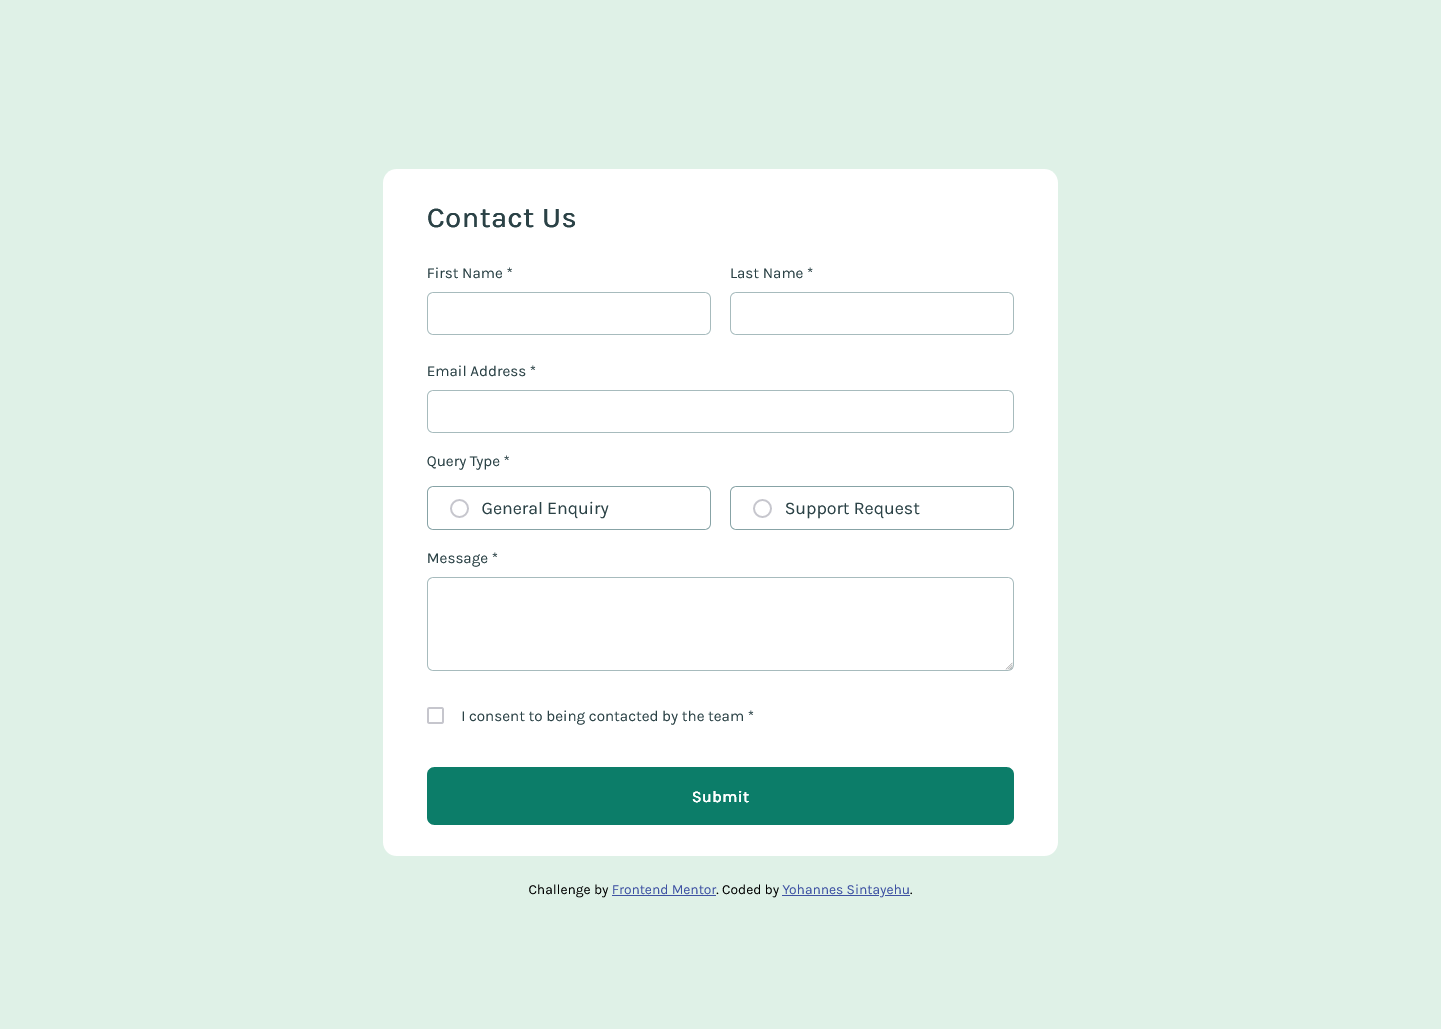 Contact Us
First Name *
Last Name *
Email Address *
Query Type *
General Enquiry
Support Request
Message *
I consent to being contacted by the team *
Submit
Challenge by Frontend Mentor. Coded by Yohannes Sintayehu.